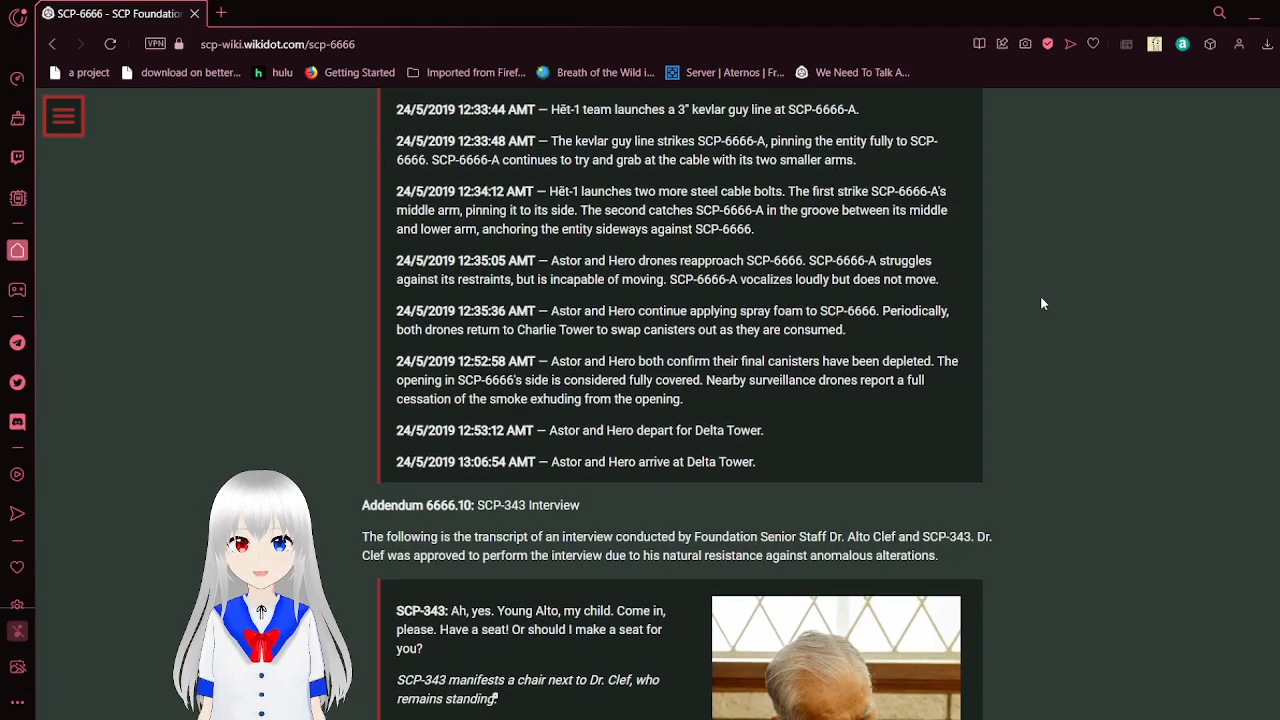 SCP-6666 - SCP Foundatio
VPN
scp-wiki.wikidot.com/scp-6666
a project
download on better...
h hulu
Getting Started
Imported from Firef...
Breath of the Wild i...
Server | Aternos | Fr...
We Need To Talk A...
24/5/2019 12:33:44 AMT — Hēt-1 team launches a 3" kevlar guy line at SCP-6666-A.
24/5/2019 12:33:48 AMT — The kevlar guy line strikes SCP-6666-A, pinning the entity fully to SCP-
6666. SCP-6666-A continues to try and grab at the cable with its two smaller arms.
24/5/2019 12:34:12 AMT — Hēt-1 launches two more steel cable bolts. The first strike SCP-6666-A's
middle arm, pinning it to its side. The second catches SCP-6666-A in the groove between its middle
and lower arm, anchoring the entity sideways against SCP-6666.
24/5/2019 12:35:05 AMT — Astor and Hero drones reapproach SCP-6666. SCP-6666-A struggles
against its restraints, but is incapable of moving. SCP-6666-A vocalizes loudly but does not move.
24/5/2019 12:35:36 AMT — Astor and Hero continue applying spray foam to SCP-6666. Periodically,
both drones return to Charlie Tower to swap canisters out as they are consumed.
24/5/2019 12:52:58 AMT — Astor and Hero both confirm their final canisters have been depleted. The
opening in SCP-6666's side is considered fully covered. Nearby surveillance drones report a full
cessation of the smoke exhuding from the opening.
24/5/2019 12:53:12 AMT — Astor and Hero depart for Delta Tower.
24/5/2019 13:06:54 AMT — Astor and Hero arrive at Delta Tower.
Addendum 6666.10: SCP-343 Interview
The following is the transcript of an interview conducted by Foundation Senior Staff Dr. Alto Clef and SCP-343. Dr.
Clef was approved to perform the interview due to his natural resistance against anomalous alterations.
SCP-343: Ah, yes. Young Alto, my child. Come in,
please. Have a seat! Or should I make a seat for
you?
SCP-343 manifests a chair next to Dr. Clef, who
remains standing.